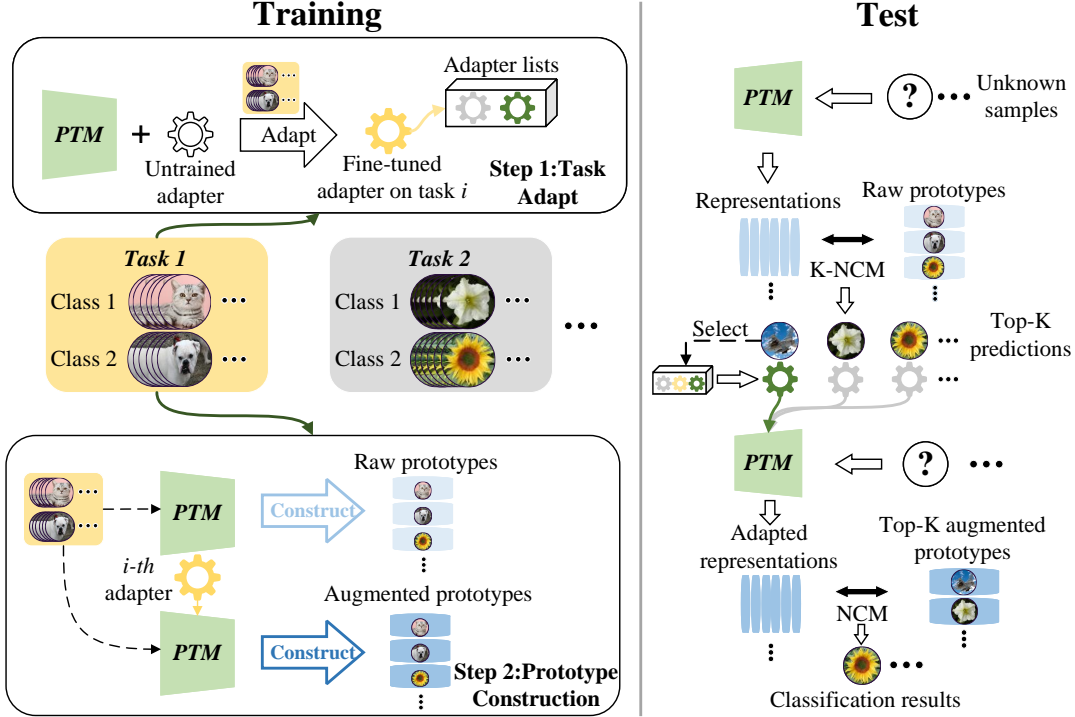 Training
PTM
+
Untrained
adapter
Adapt
Fine-tuned
adapter on task i
Adapter lists
Step 1:Task
Adapt
Task 1
Class 1
Class 2
Task 2
Class 1
Class 2
PTM
i-th
adapter
PTM
Construct
Raw prototypes
Augmented prototypes
Construct
Step 2:Prototype
Construction
Test
PTM
?
Unknown
samples
Representations
Raw prototypes
K-NCM
Select
Top-K
predictions
PTM
?
Adapted
representations
Top-K augmented
prototypes
NCM
Classification results